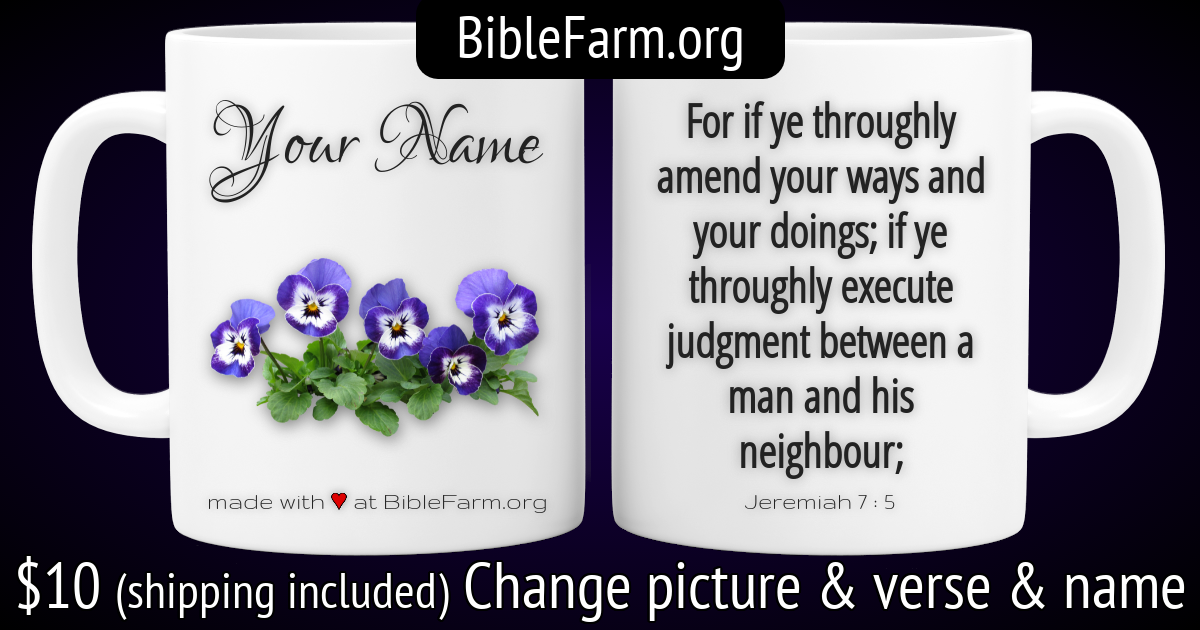 BibleFarm.org
Your Name
made with ♥ at BibleFarm.org
For if ye throughly
amend your ways and
your doings; if ye
throughly execute
judgment between a
man and his
neighbour;
Jeremiah 7 : 5
$10 (shipping included) Change picture & verse & name